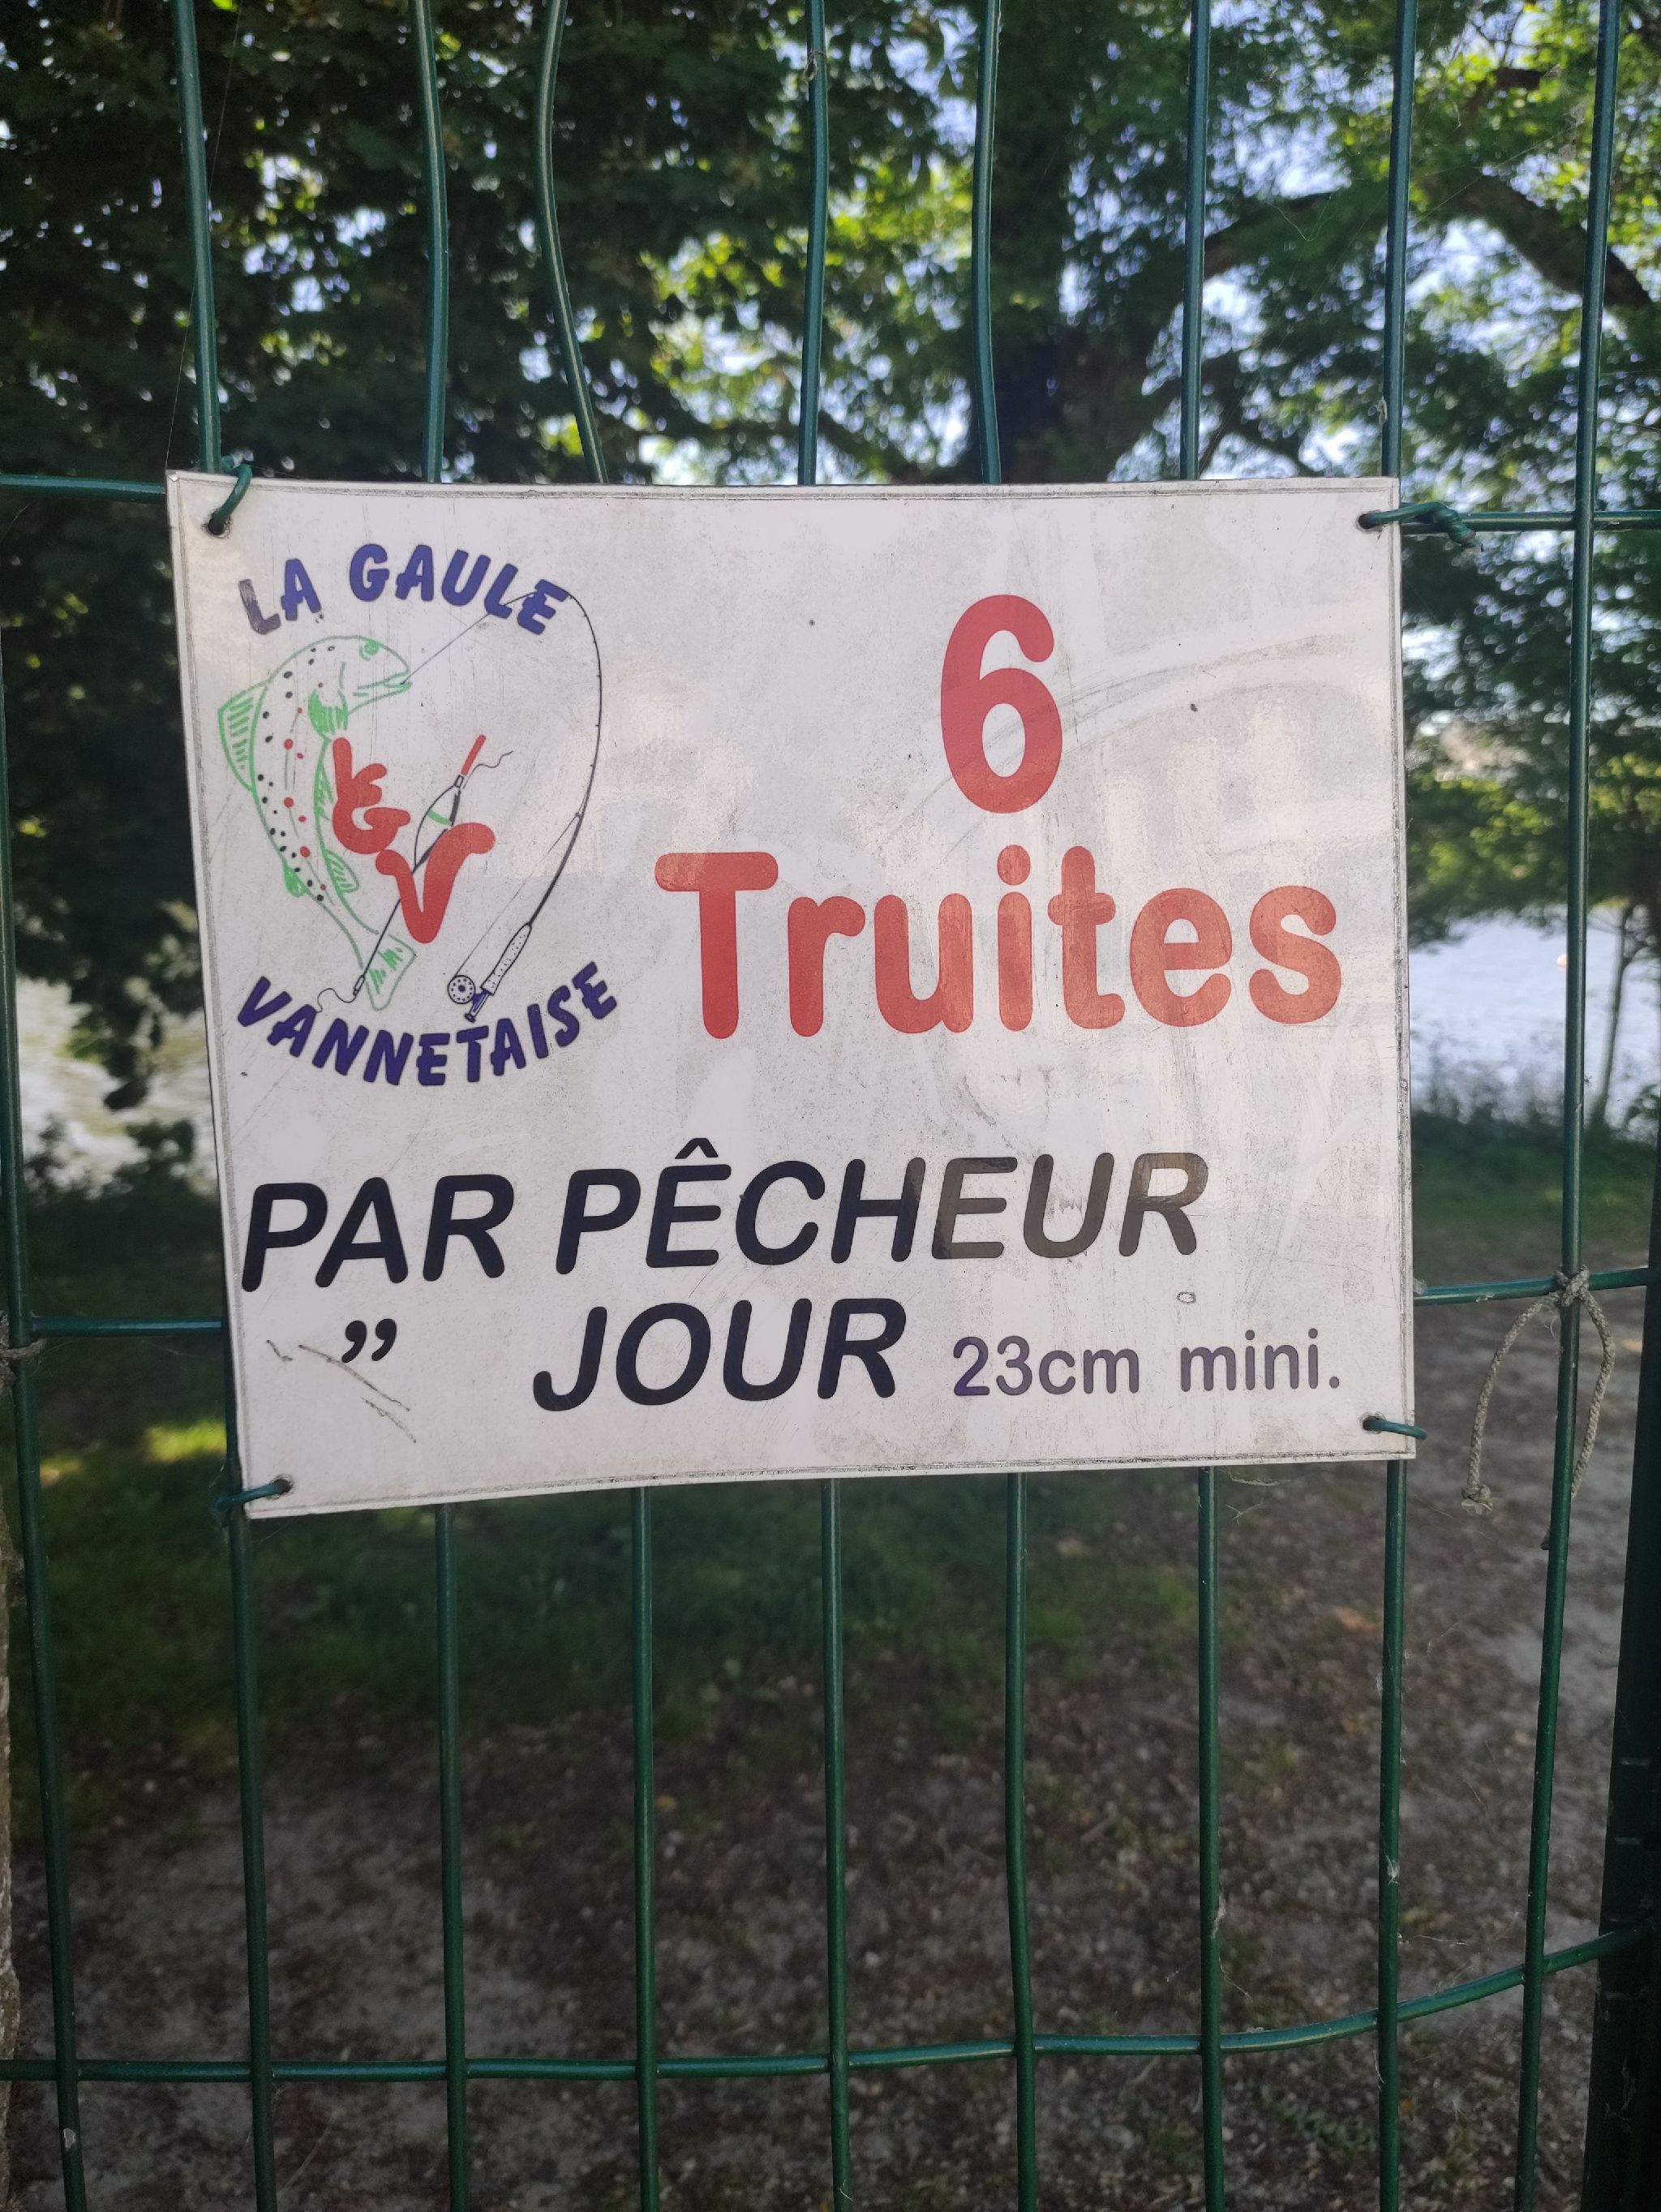 LA GAULE
LGV
VANNETAISE
6
Truites
PAR PÊCHEUR
” JOUR 23cm mini.